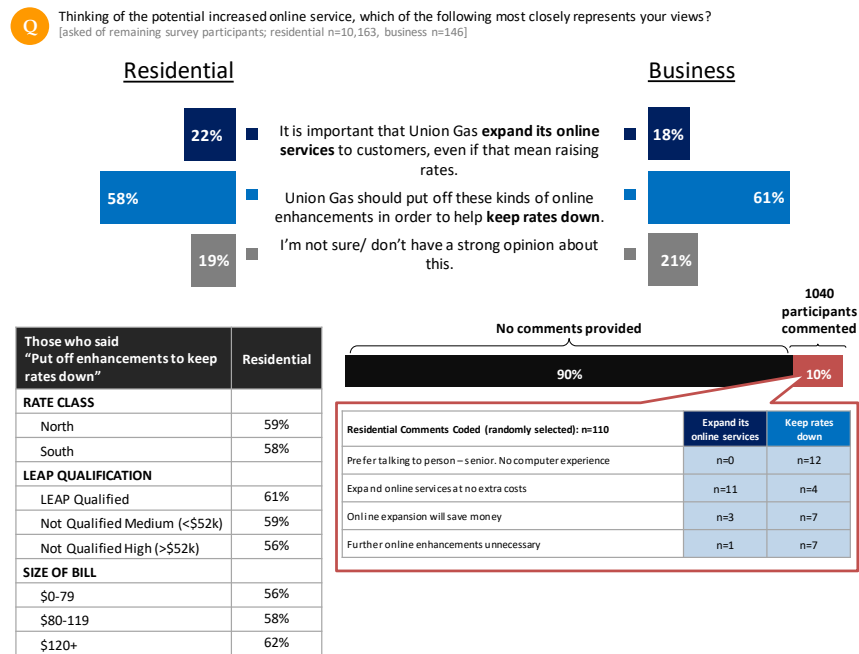 Q
Thinking of the potential increased online service, which of the following most closely represents your views?
[asked of remaining survey participants; residential n=10,163, business n=146]
Residential
Business
22%
It is important that Union Gas expand its online
services to customers, even if that mean raising
rates.
18%
58%
Union Gas should put off these kinds of online
enhancements in order to help keep rates down.
61%
19%
I'm not sure/ don't have a strong opinion about
this.
21%
Those who said
"Put off enhancements to keep
rates down"
Residential
RATE CLASS
North 59%
South 58%
LEAP QUALIFICATION
LEAP Qualified 61%
Not Qualified Medium (<$52k) 59%
Not Qualified High (>$52k) 56%
SIZE OF BILL
$0-79 56%
$80-119 58%
$120+ 62%
No comments provided
1040
participants
commented
90%
10%
Residential Comments Coded (randomly selected): n=110
Expand its
online services
Keep rates
down
Prefer talking to person – senior. No computer experience n=0 n=12
Expand online services at no extra costs n=11 n=4
Online expansion will save money n=3 n=7
Further online enhancements unnecessary n=1 n=7